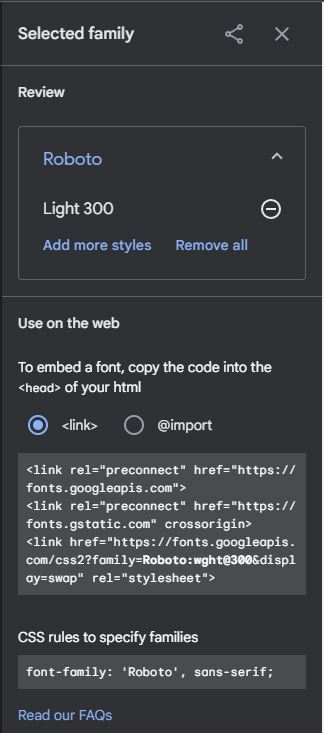 Selected family
Review
Roboto
Light 300
Add more styles
Remove all
Use on the web
To embed a font, copy the code into the
<head> of your html
<link>
@import
<link rel="preconnect" href="https://
fonts.googleapis.com">
<link rel="preconnect" href="https://
fonts.gstatic.com" crossorigin>
<link href="https://fonts.googleapis.
com/css2?family=Roboto:wght@300&displ
ay=swap" rel="stylesheet">
CSS rules to specify families
font-family: 'Roboto', sans-serif;
Read our FAQs